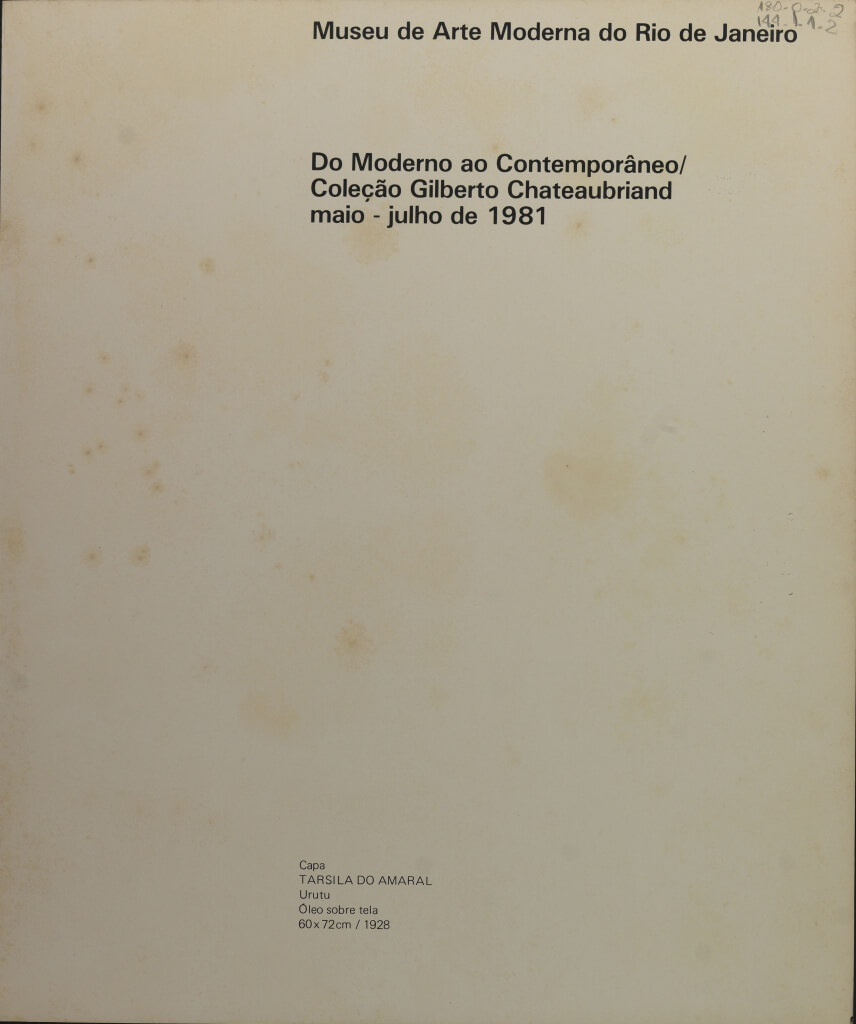 Museu de Arte Moderna do Rio de Janeiro
Do Moderno ao Contemporâneo/
Coleção Gilberto Chateaubriand
maio - julho de 1981
Capa
TARSILA DO AMARAL
Urutu
Óleo sobre tela
60x72cm / 1928